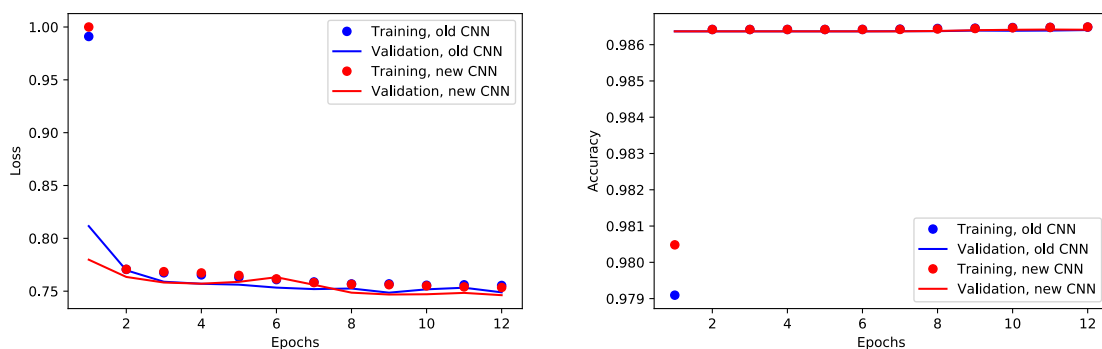 1.00
0.95
0.90
0.85
0.80
0.75
Loss
2 4 6 8 10 12
Epochs
Training, old CNN
Validation, old CNN
Training, new CNN
Validation, new CNN
0.986
0.985
0.984
0.983
0.982
0.981
0.980
0.979
Accuracy
2 4 6 8 10 12
Epochs
Training, old CNN
Validation, old CNN
Training, new CNN
Validation, new CNN